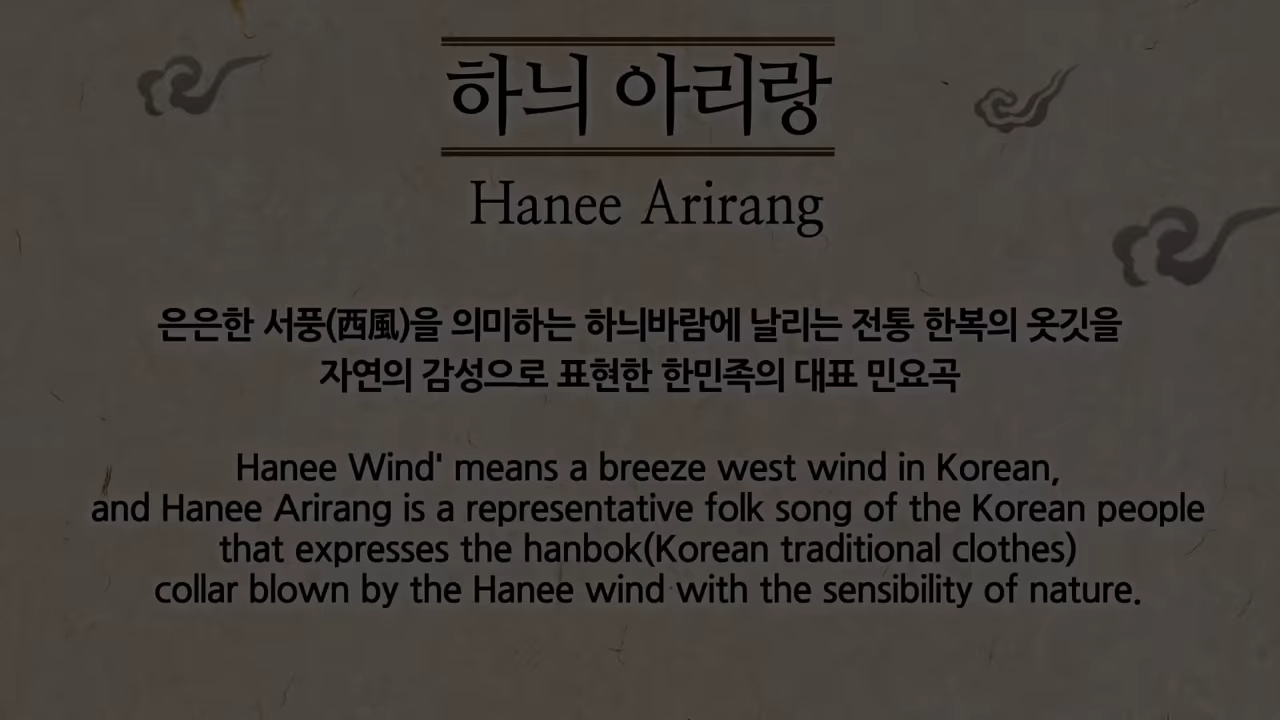 하늬 아리랑
Hanee Arirang
은은한 서풍(西風)을 의미하는 하늬바람에 날리는 전통 한복의 옷깃을
자연의 감성으로 표현한 한민족의 대표 민요곡
Hanee Wind' means a breeze west wind in Korean,
and Hanee Arirang is a representative folk song of the Korean people
that expresses the hanbok(Korean traditional clothes)
collar blown by the Hanee wind with the sensibility of nature.